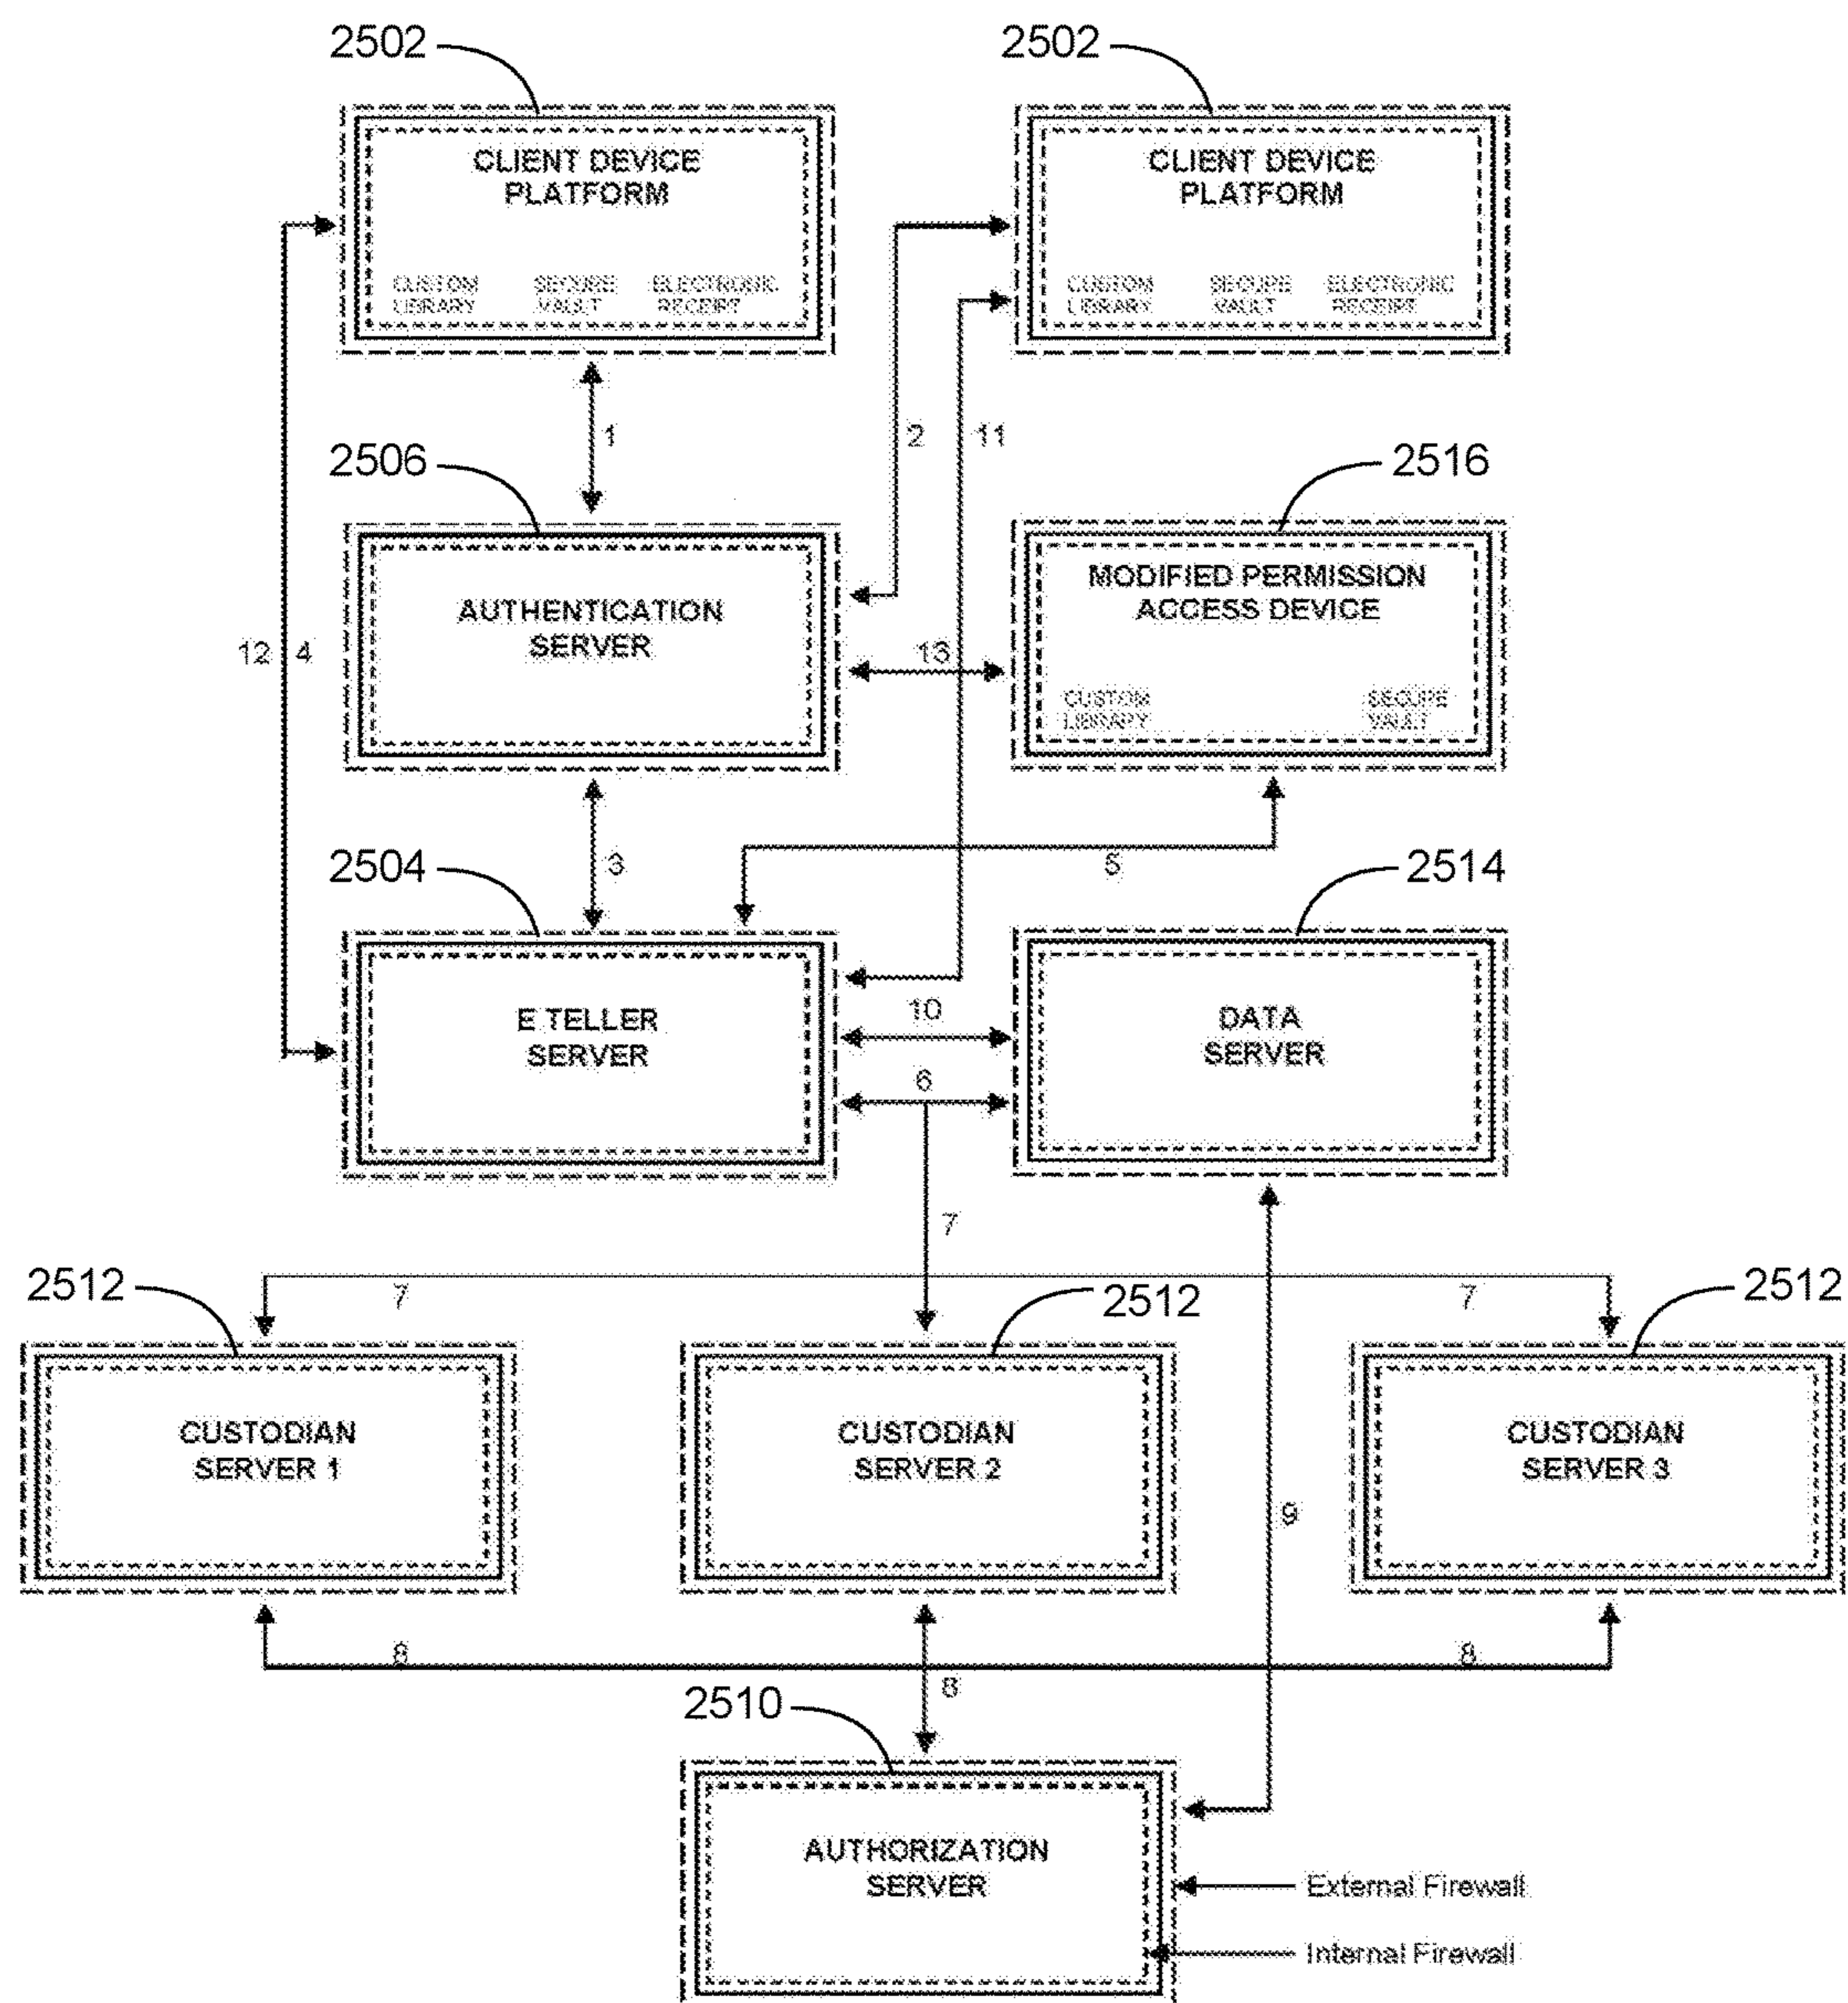 2502
2502
CLIENT DEVICE
PLATFORM
CUSTOM
LIBRARY
SECURE
VAULT
ELECTRONIC
RECEIPT
CLIENT DEVICE
PLATFORM
CUSTOM
LIBRARY
SECURE
VAULT
ELECTRONIC
RECEIPT
1
2
11
2506
2516
AUTHENTICATION
SERVER
MODIFIED PERMISSION
ACCESS DEVICE
CUSTOM
LIBRARY
SECURE
VAULT
12
4
13
3
5
2504
2514
E TELLER
SERVER
DATA
SERVER
10
6
7
2512
7
2512
7
2512
CUSTODIAN
SERVER 1
CUSTODIAN
SERVER 2
CUSTODIAN
SERVER 3
9
8
8
8
2510
AUTHORIZATION
SERVER
External Firewall
Internal Firewall